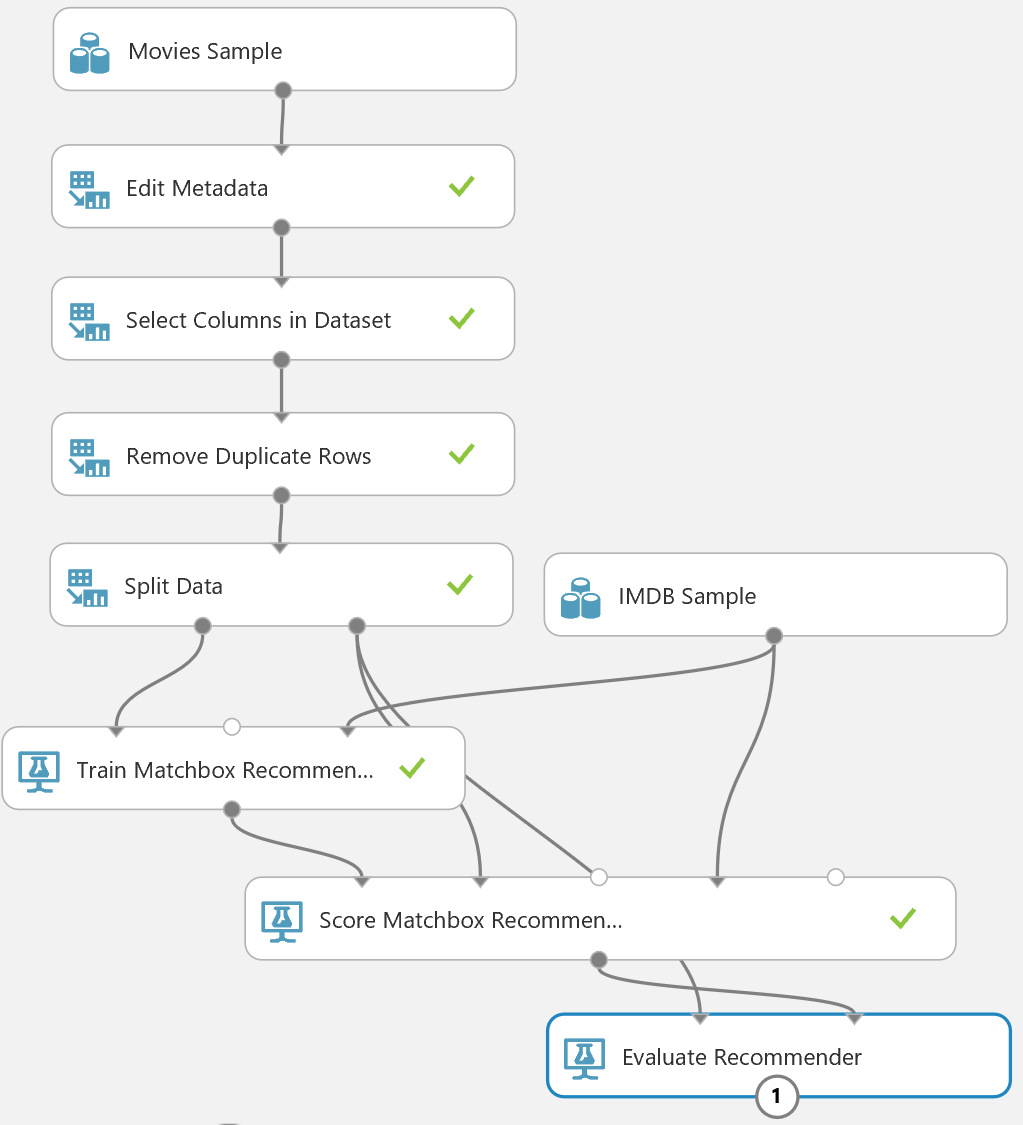 Movies Sample
Edit Metadata
Select Columns in Dataset
Remove Duplicate Rows
Split Data
IMDB Sample
Train Matchbox Recommen...
Score Matchbox Recommen...
Evaluate Recommender
1